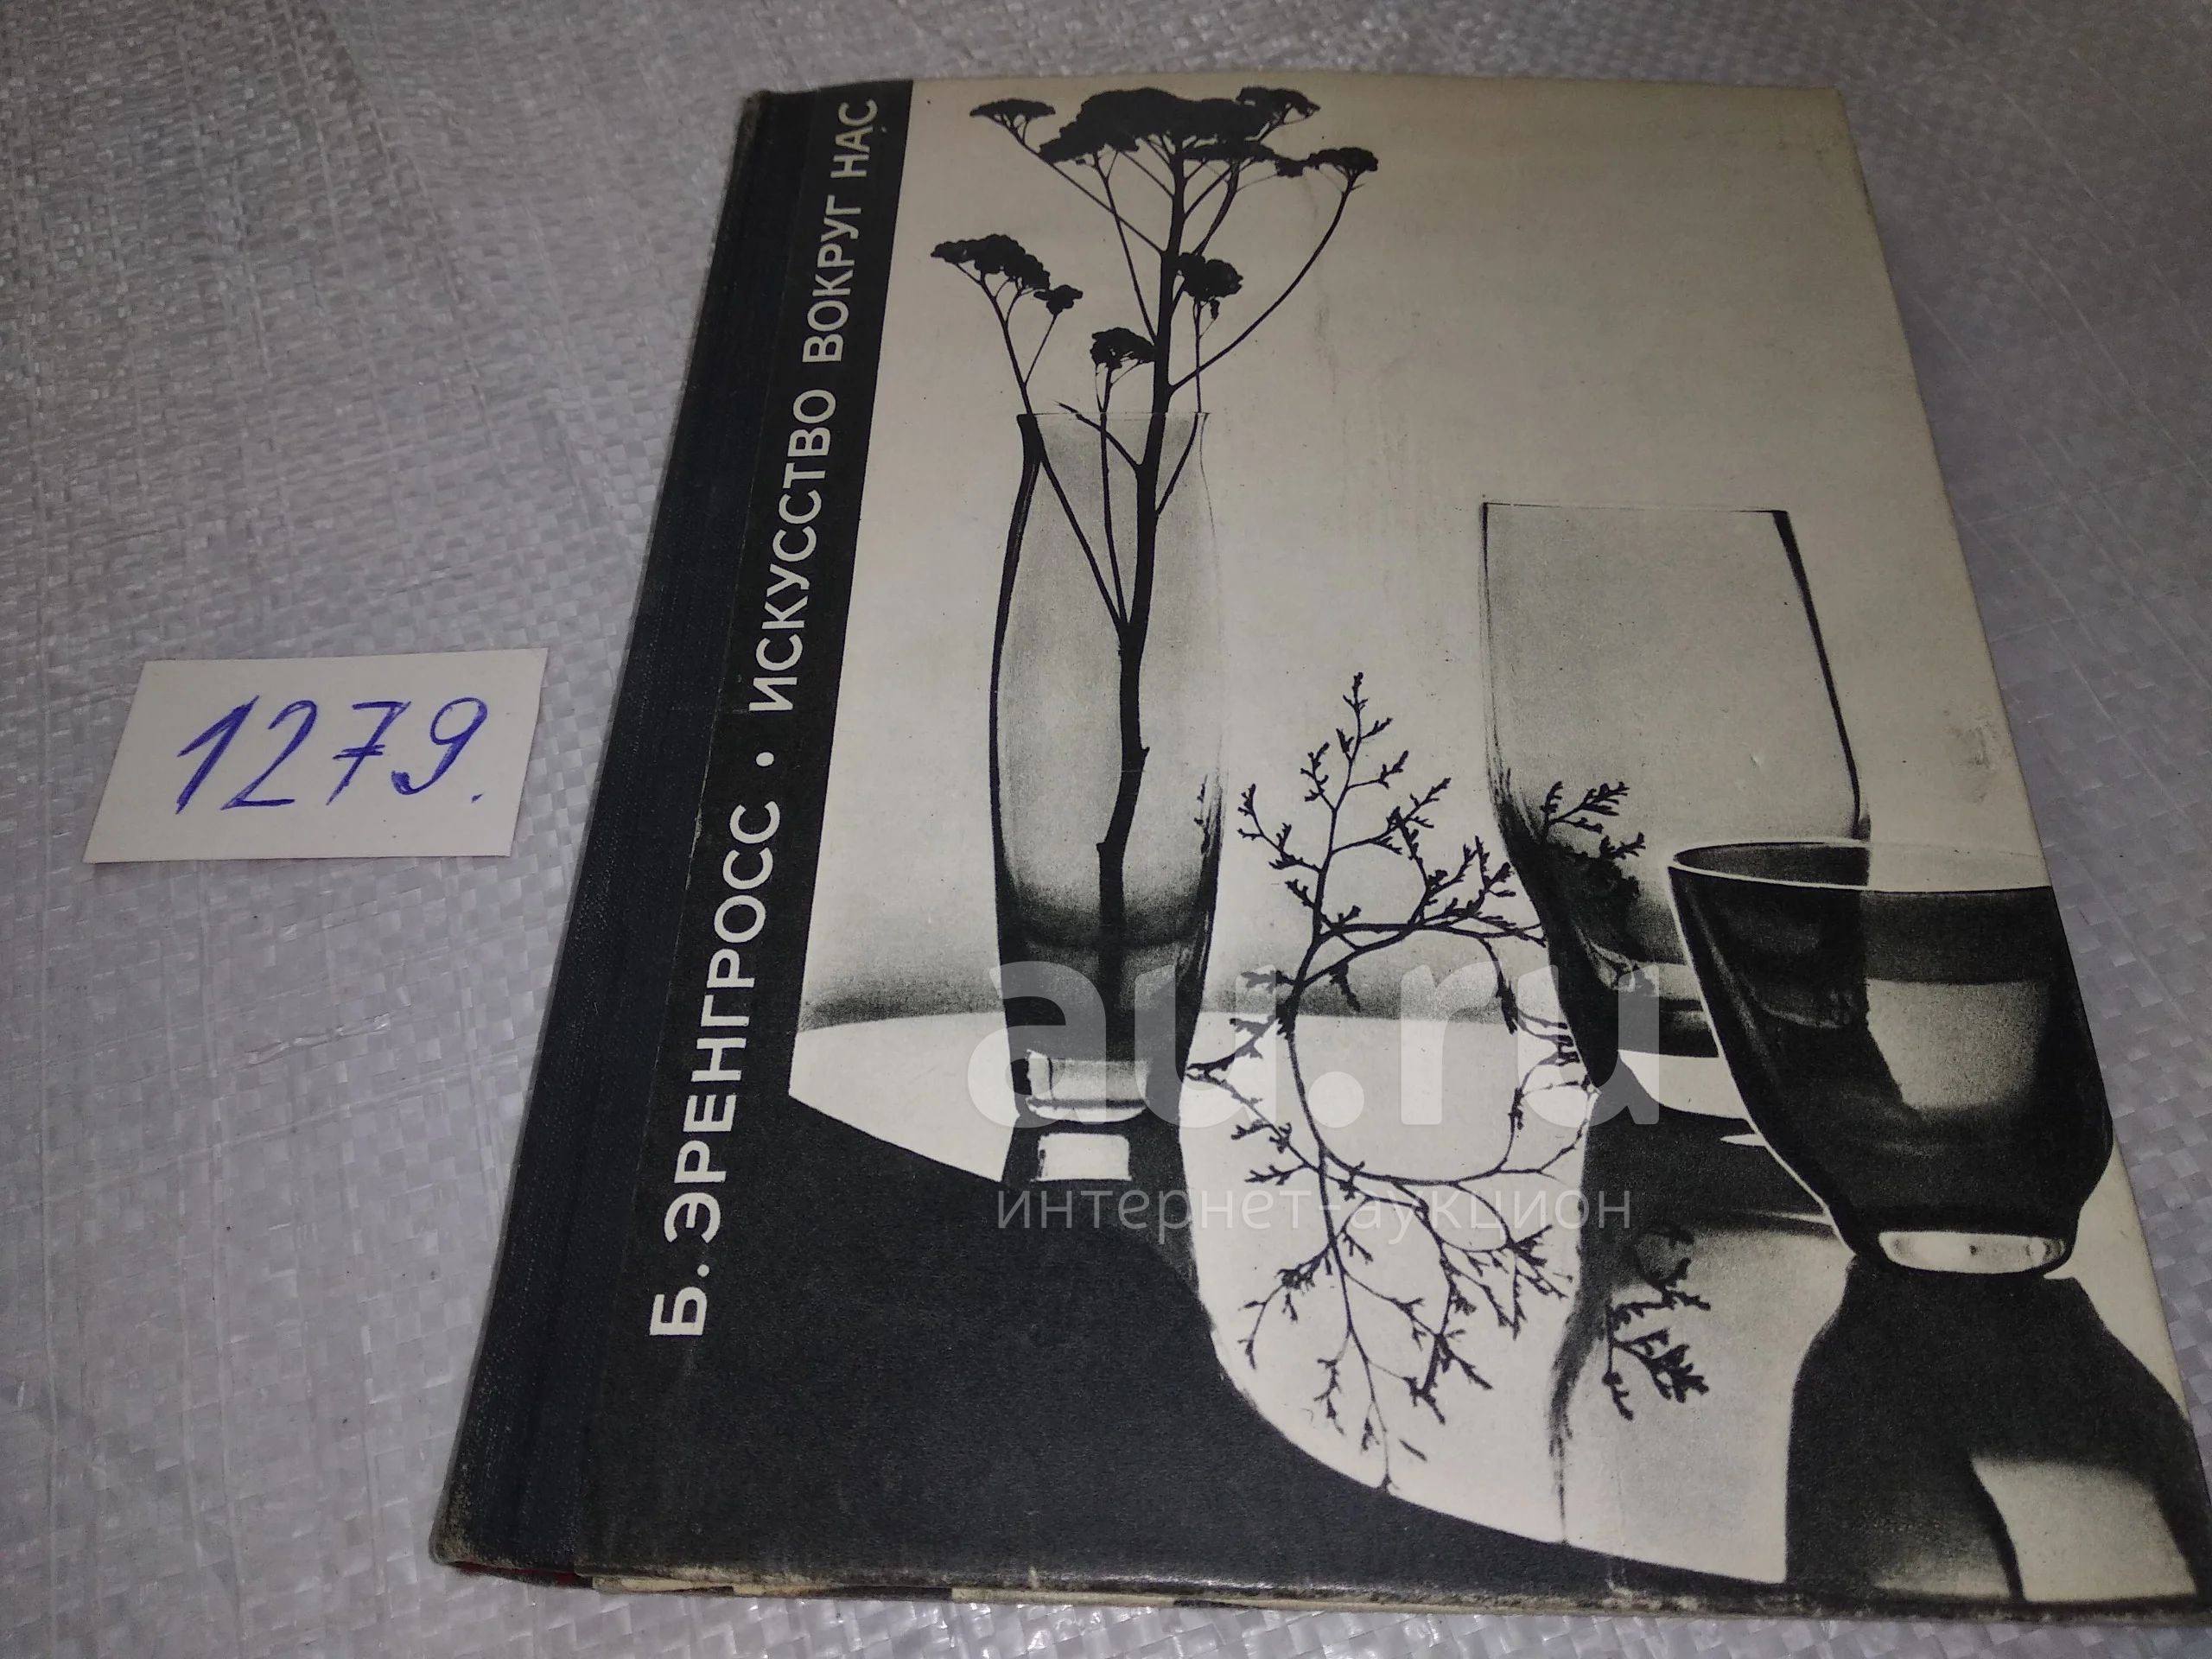 Б. ЭРЕНГРОСС • ИСКУССТВО ВОКРУГ НАС
1279.
au.ru
интернет-аукцион